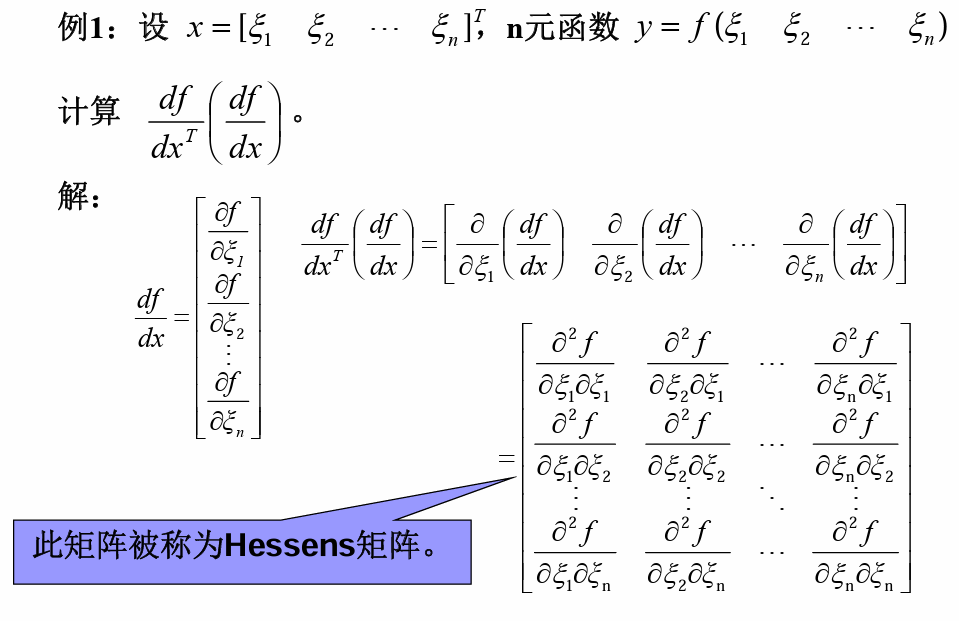 例1：设 $x = [\xi_1 \quad \xi_2 \quad \cdots \quad \xi_n]^T$，n元函数 $y = f(\xi_1 \quad \xi_2 \quad \cdots \quad \xi_n)$
计算 $\frac{df}{dx^T}\left(\frac{df}{dx}\right)$。
解：
$\frac{df}{dx} = \begin{bmatrix} \frac{\partial f}{\partial \xi_1} \\ \frac{\partial f}{\partial \xi_2} \\ \vdots \\ \frac{\partial f}{\partial \xi_n} \end{bmatrix}$
$\frac{df}{dx^T}\left(\frac{df}{dx}\right) = \begin{bmatrix} \frac{\partial}{\partial \xi_1}\left(\frac{df}{dx}\right) & \frac{\partial}{\partial \xi_2}\left(\frac{df}{dx}\right) & \cdots & \frac{\partial}{\partial \xi_n}\left(\frac{df}{dx}\right) \end{bmatrix}$
$= \begin{bmatrix} \frac{\partial^2 f}{\partial \xi_1 \partial \xi_1} & \frac{\partial^2 f}{\partial \xi_2 \partial \xi_1} & \cdots & \frac{\partial^2 f}{\partial \xi_n \partial \xi_1} \\ \frac{\partial^2 f}{\partial \xi_1 \partial \xi_2} & \frac{\partial^2 f}{\partial \xi_2 \partial \xi_2} & \cdots & \frac{\partial^2 f}{\partial \xi_n \partial \xi_2} \\ \vdots & \vdots & \ddots & \vdots \\ \frac{\partial^2 f}{\partial \xi_1 \partial \xi_n} & \frac{\partial^2 f}{\partial \xi_2 \partial \xi_n} & \cdots & \frac{\partial^2 f}{\partial \xi_n \partial \xi_n} \end{bmatrix}$
此矩阵被称为Hessens矩阵。